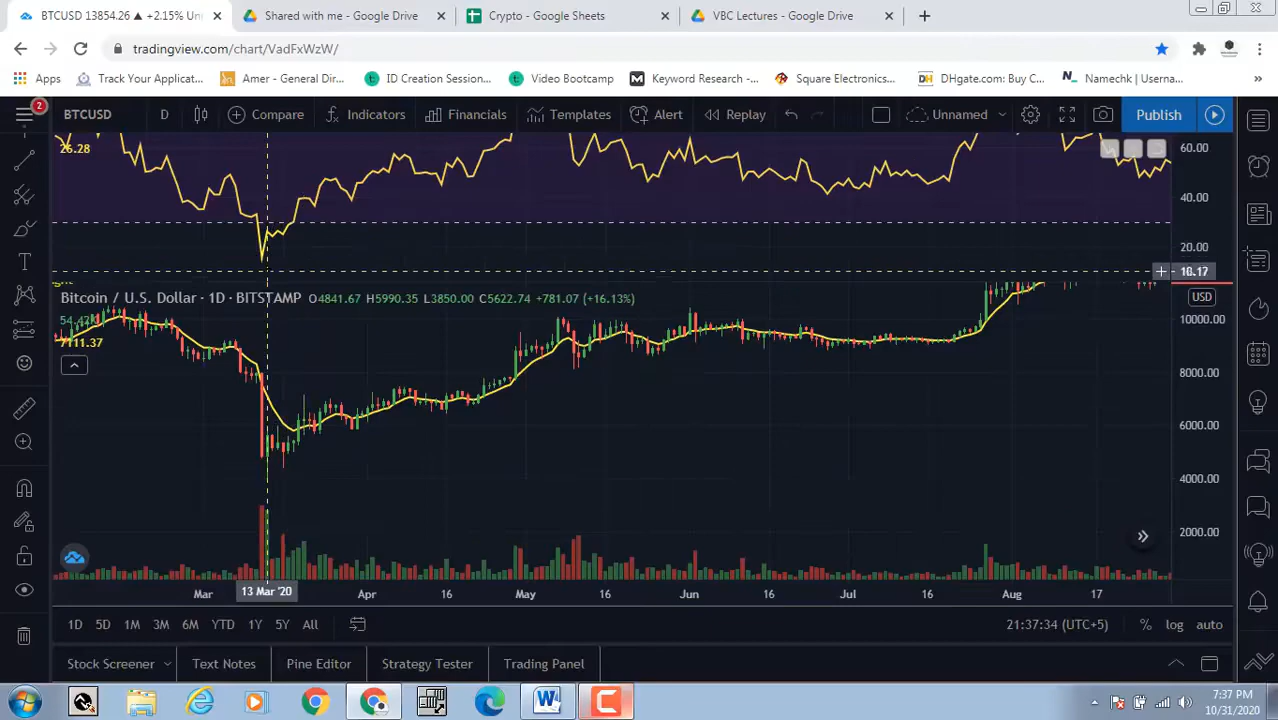 BTCUSD 13854.26 ▲ +2.15% Un
Shared with me - Google Drive
Crypto - Google Sheets
VBC Lectures - Google Drive
tradingview.com/chart/VadFxWzW/
Apps
Track Your Applicat...
Amer - General Dir...
ID Creation Session...
Video Bootcamp
Keyword Research -...
Square Electronics...
DHgate.com: Buy C...
Namechk | Userna...
2
BTCUSD
D
Compare
Indicators
Financials
Templates
Alert
Replay
Unnamed
Publish
26.28
60.00
40.00
20.00
10.17
Bitcoin / U.S. Dollar · 1D · BITSTAMP O4841.67 H5990.35 L3850.00 C5622.74 +781.07 (+16.13%)
USD
7111.37
10000.00
8000.00
6000.00
4000.00
2000.00
Mar
13 Mar '20
Apr
16
May
16
Jun
16
Jul
16
Aug
17
1D 5D 1M 3M 6M YTD 1Y 5Y All
21:37:34 (UTC+5)
% log auto
Stock Screener
Text Notes
Pine Editor
Strategy Tester
Trading Panel
7:37 PM
10/31/2020